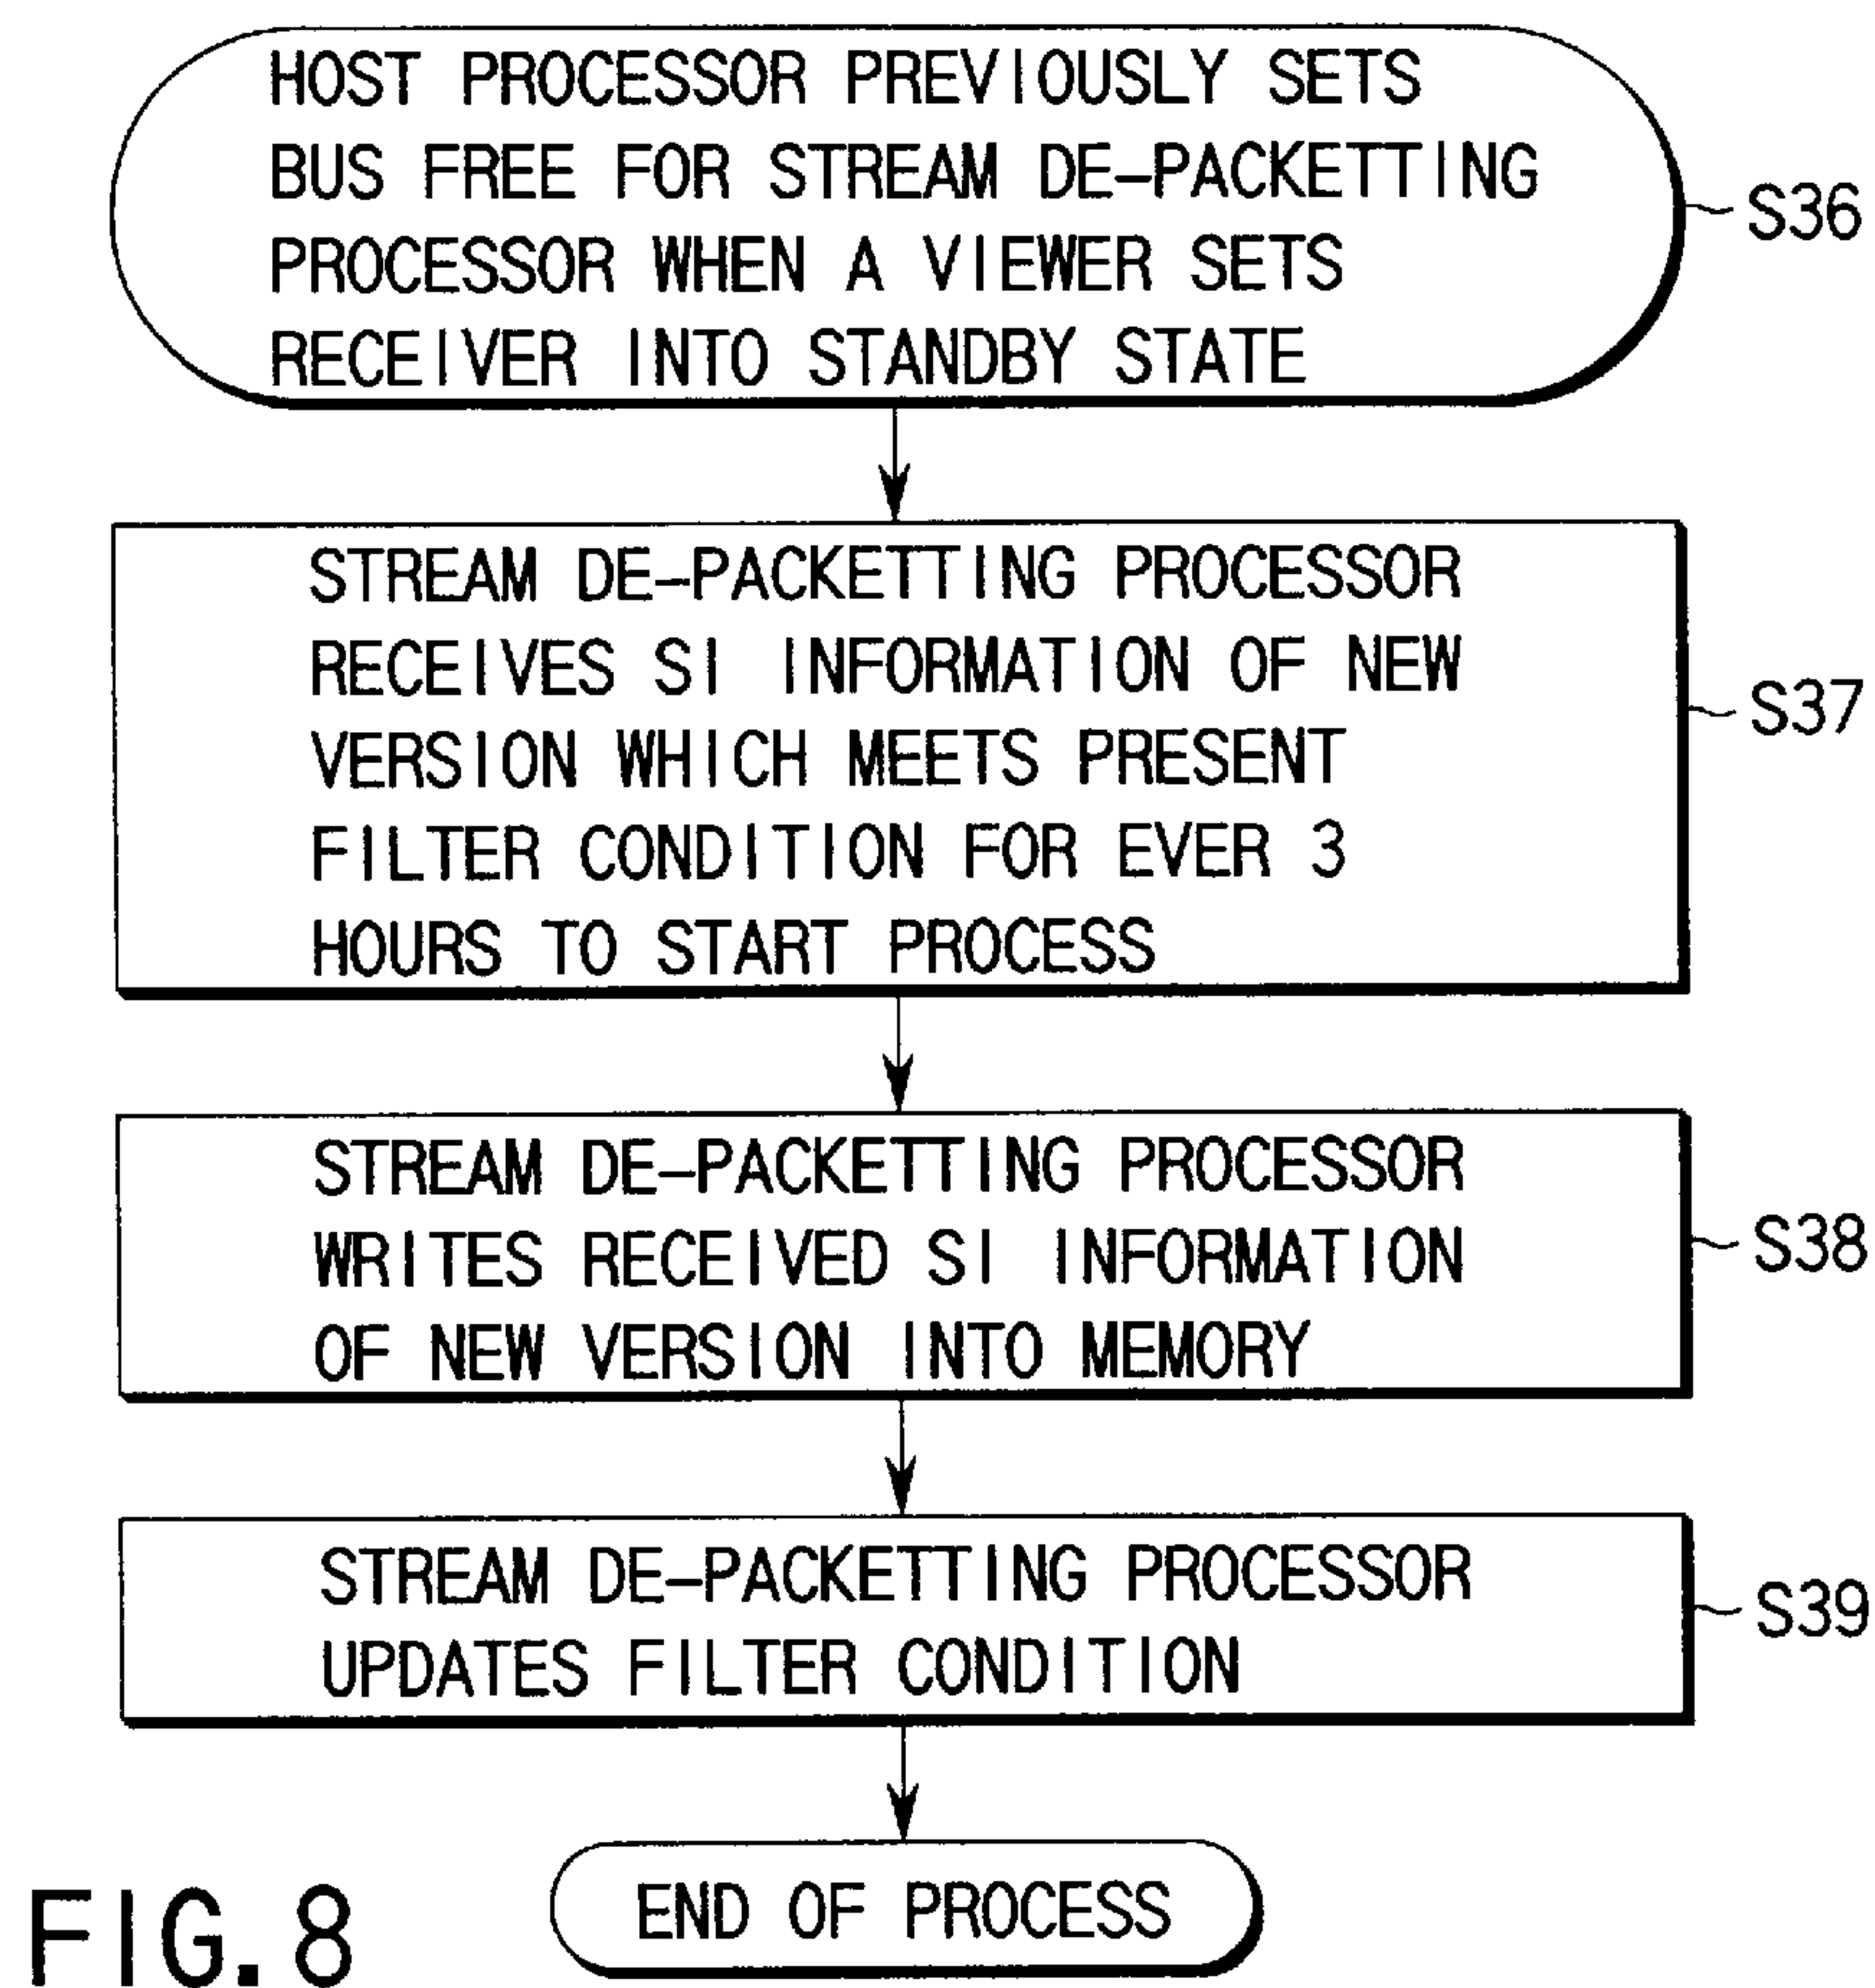 HOST PROCESSOR PREVIOUSLY SETS
BUS FREE FOR STREAM DE-PACKETTING
PROCESSOR WHEN A VIEWER SETS
RECEIVER INTO STANDBY STATE
S36
STREAM DE-PACKETTING PROCESSOR
RECEIVES SI INFORMATION OF NEW
VERSION WHICH MEETS PRESENT
FILTER CONDITION FOR EVER 3
HOURS TO START PROCESS
S37
STREAM DE-PACKETTING PROCESSOR
WRITES RECEIVED SI INFORMATION
OF NEW VERSION INTO MEMORY
S38
STREAM DE-PACKETTING PROCESSOR
UPDATES FILTER CONDITION
S39
END OF PROCESS
FIG. 8